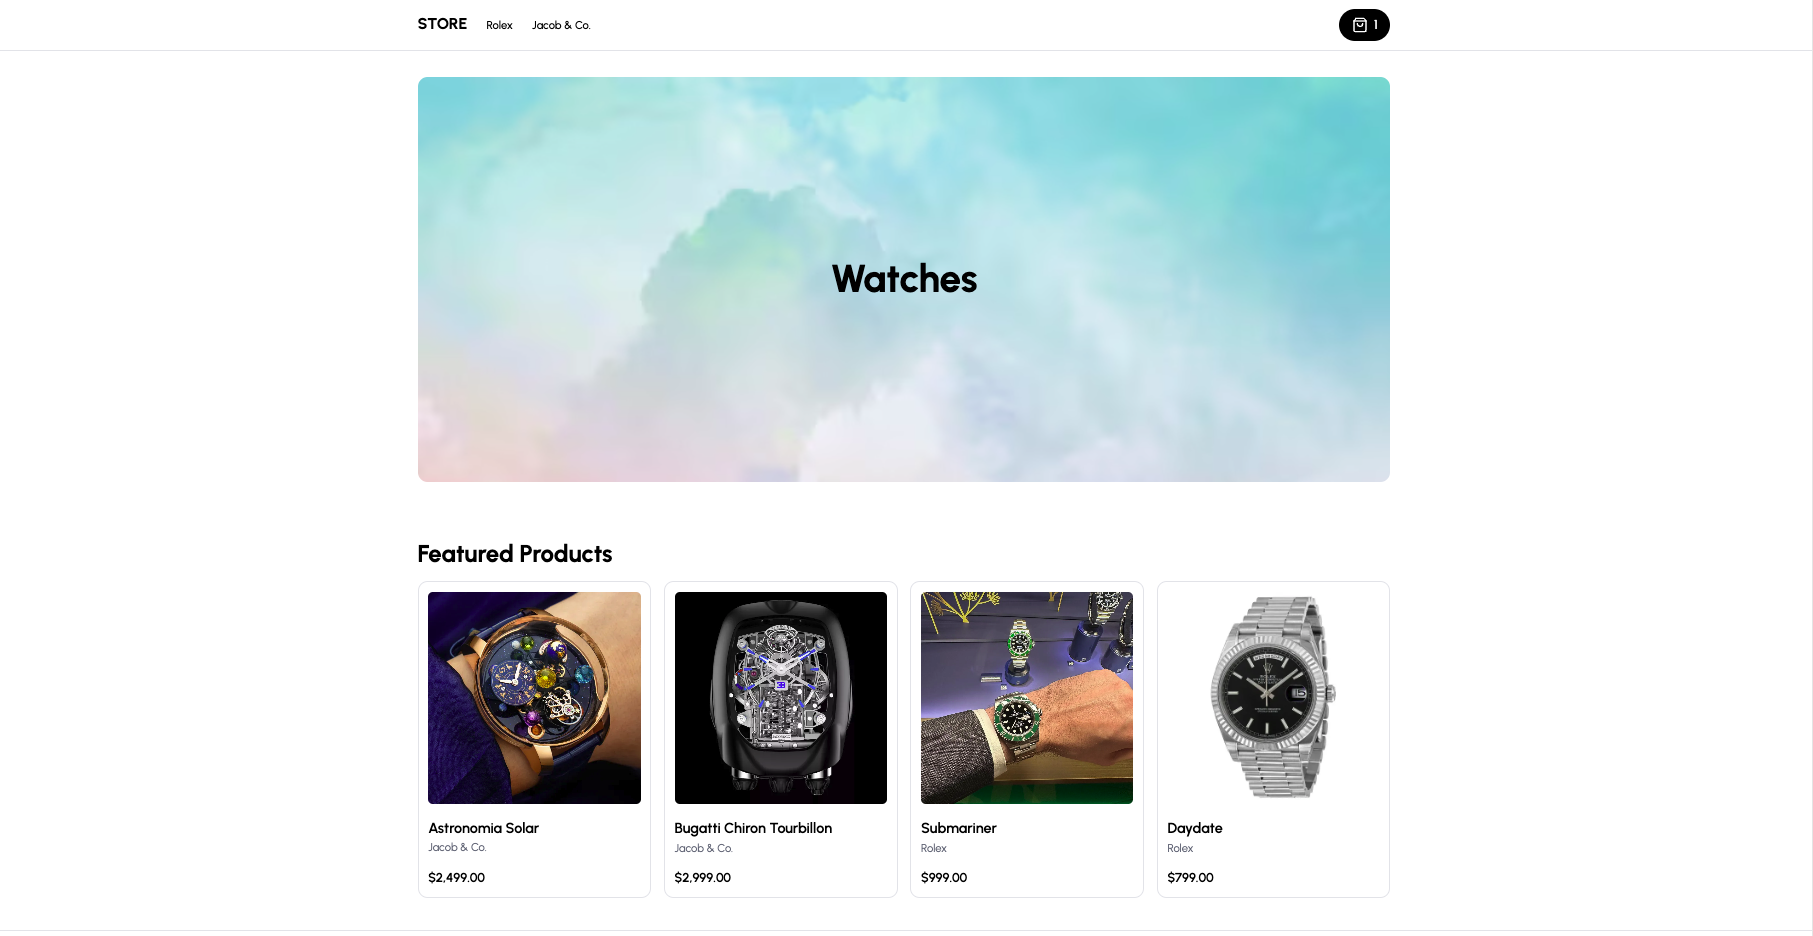 STORE Rolex Jacob & Co. 1
Watches
Featured Products
Astronomia Solar
Jacob & Co.
$2,499.00
Bugatti Chiron Tourbillon
Jacob & Co.
$2,999.00
Submariner
Rolex
$999.00
Daydate
Rolex
$799.00